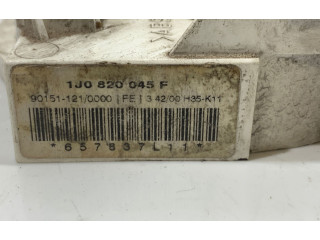 1J0 820 045 F
90151-121/0000 | FE | 3 42/00 H35-K11
*657837L11*